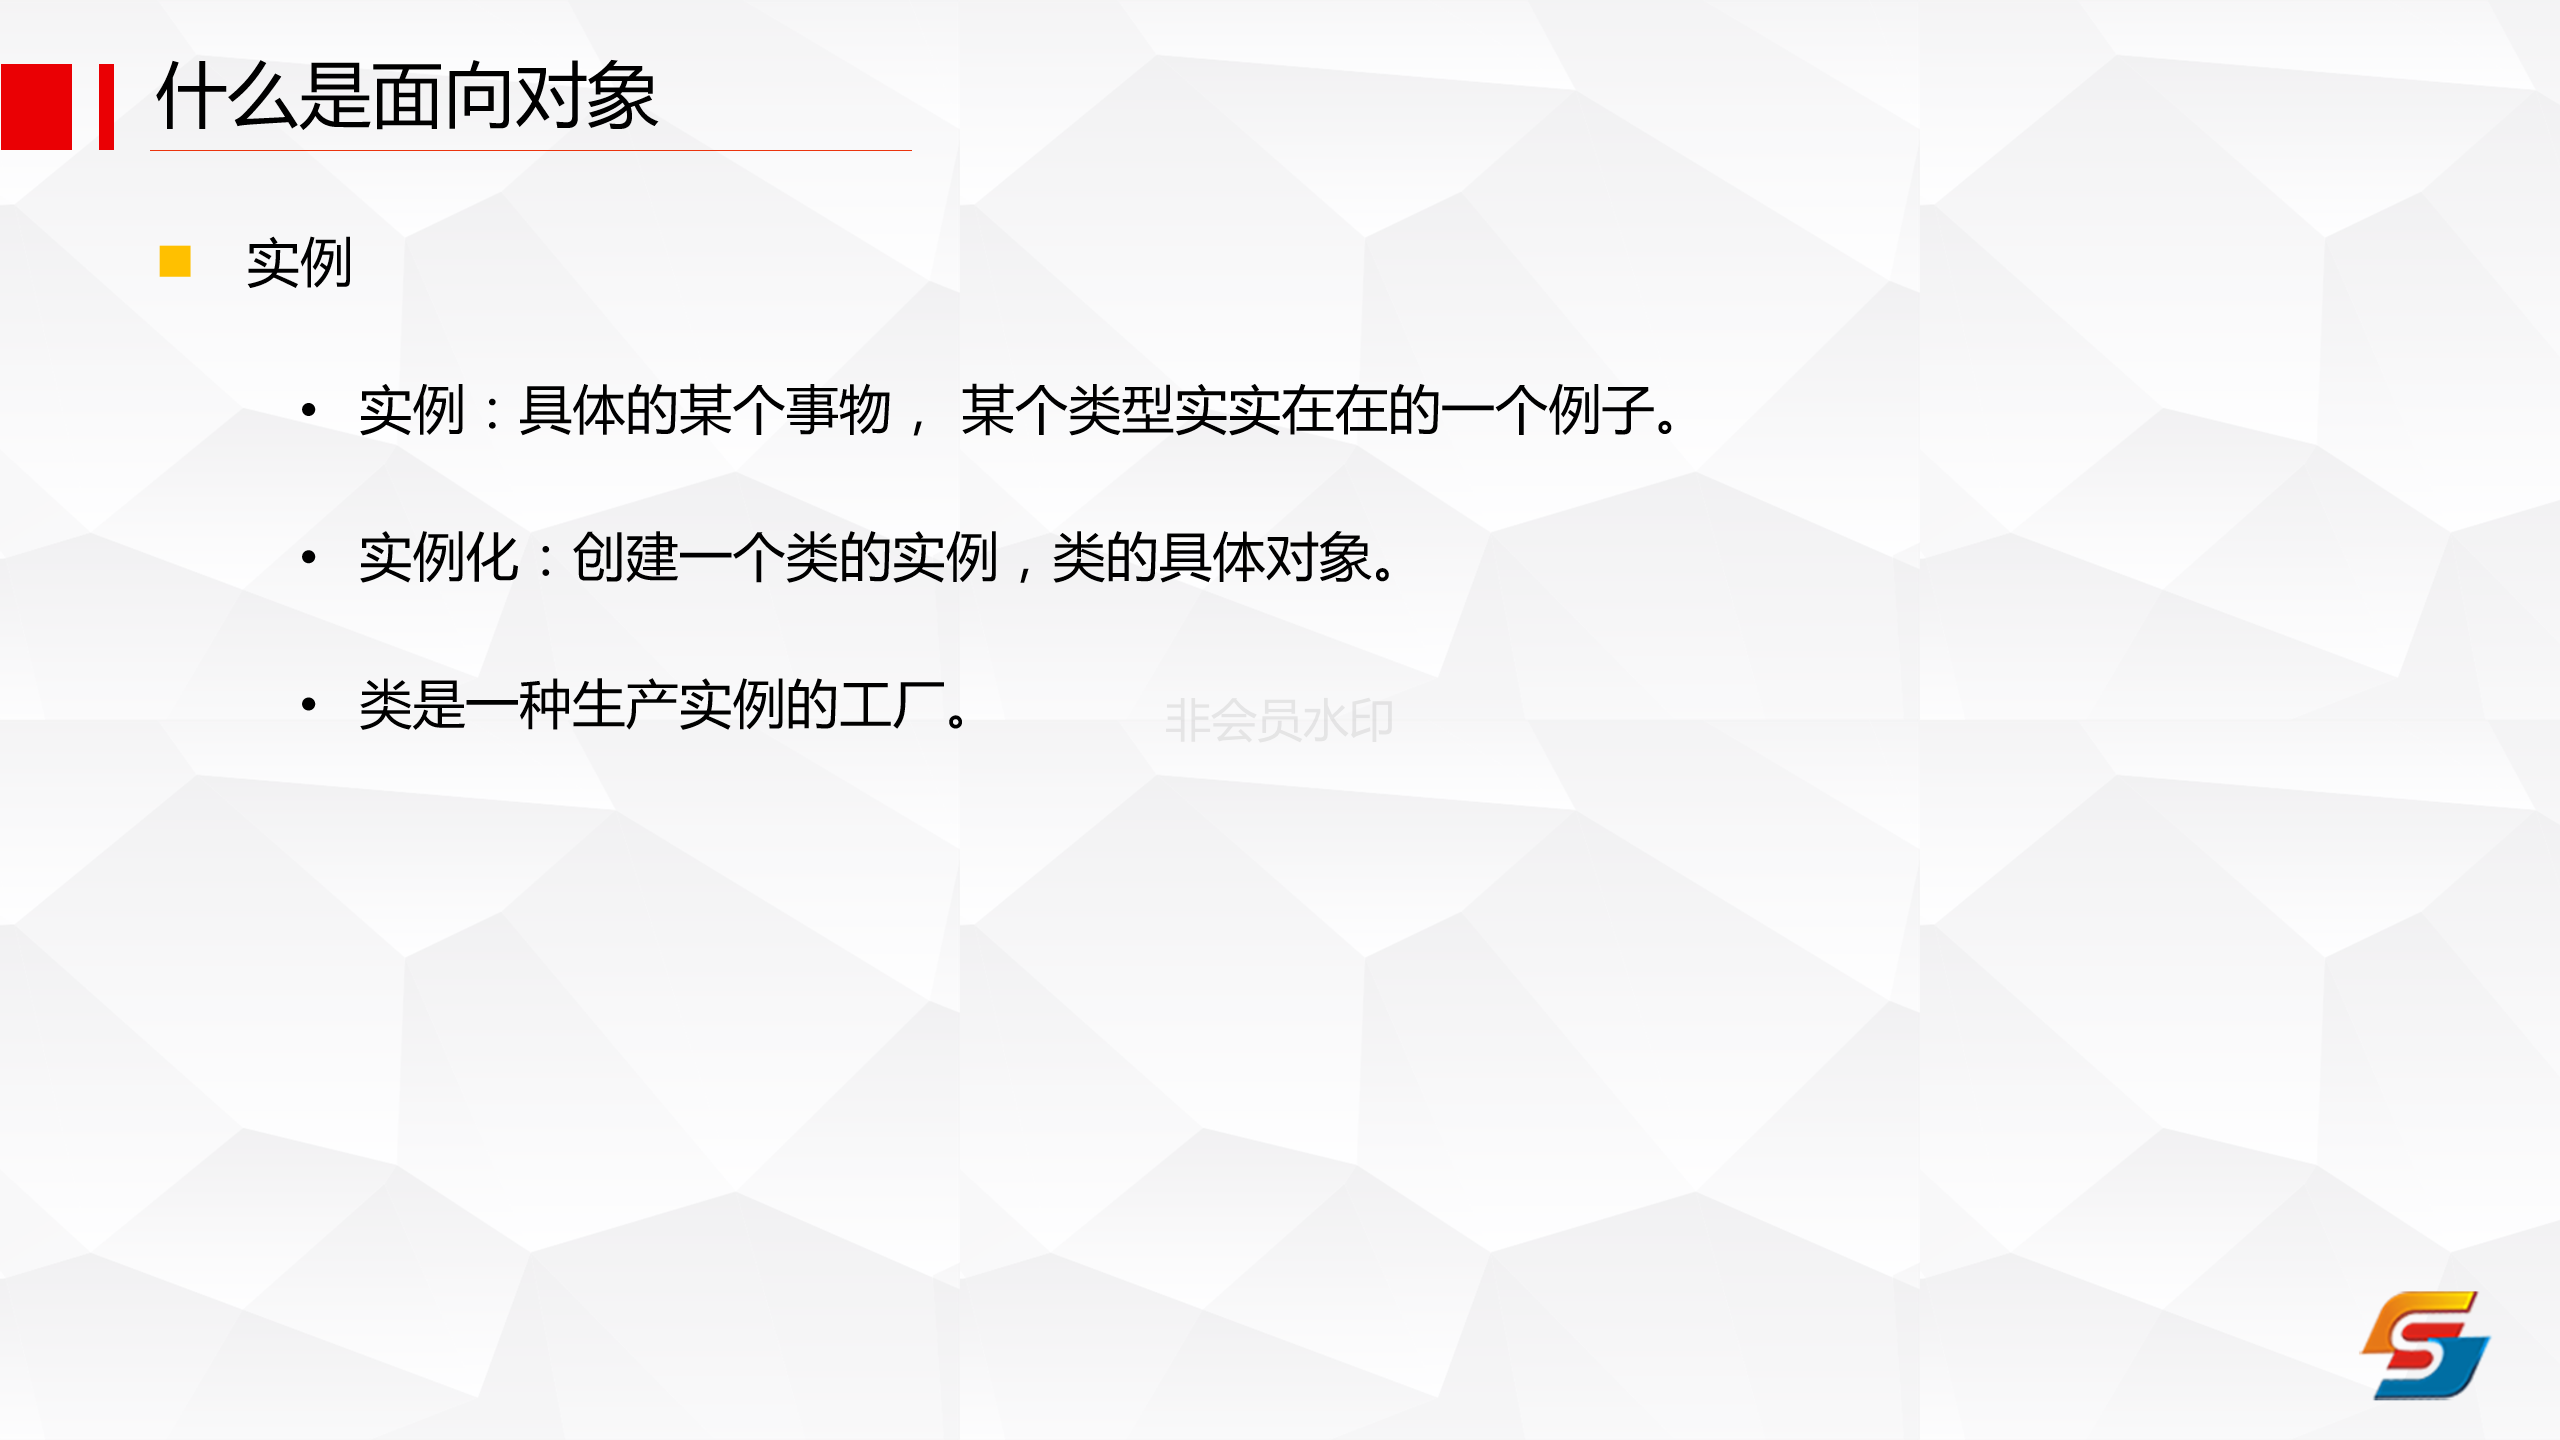 什么是面向对象
实例
• 实例：具体的某个事物， 某个类型实实在在的一个例子。
• 实例化：创建一个类的实例，类的具体对象。
• 类是一种生产实例的工厂。
非会员水印